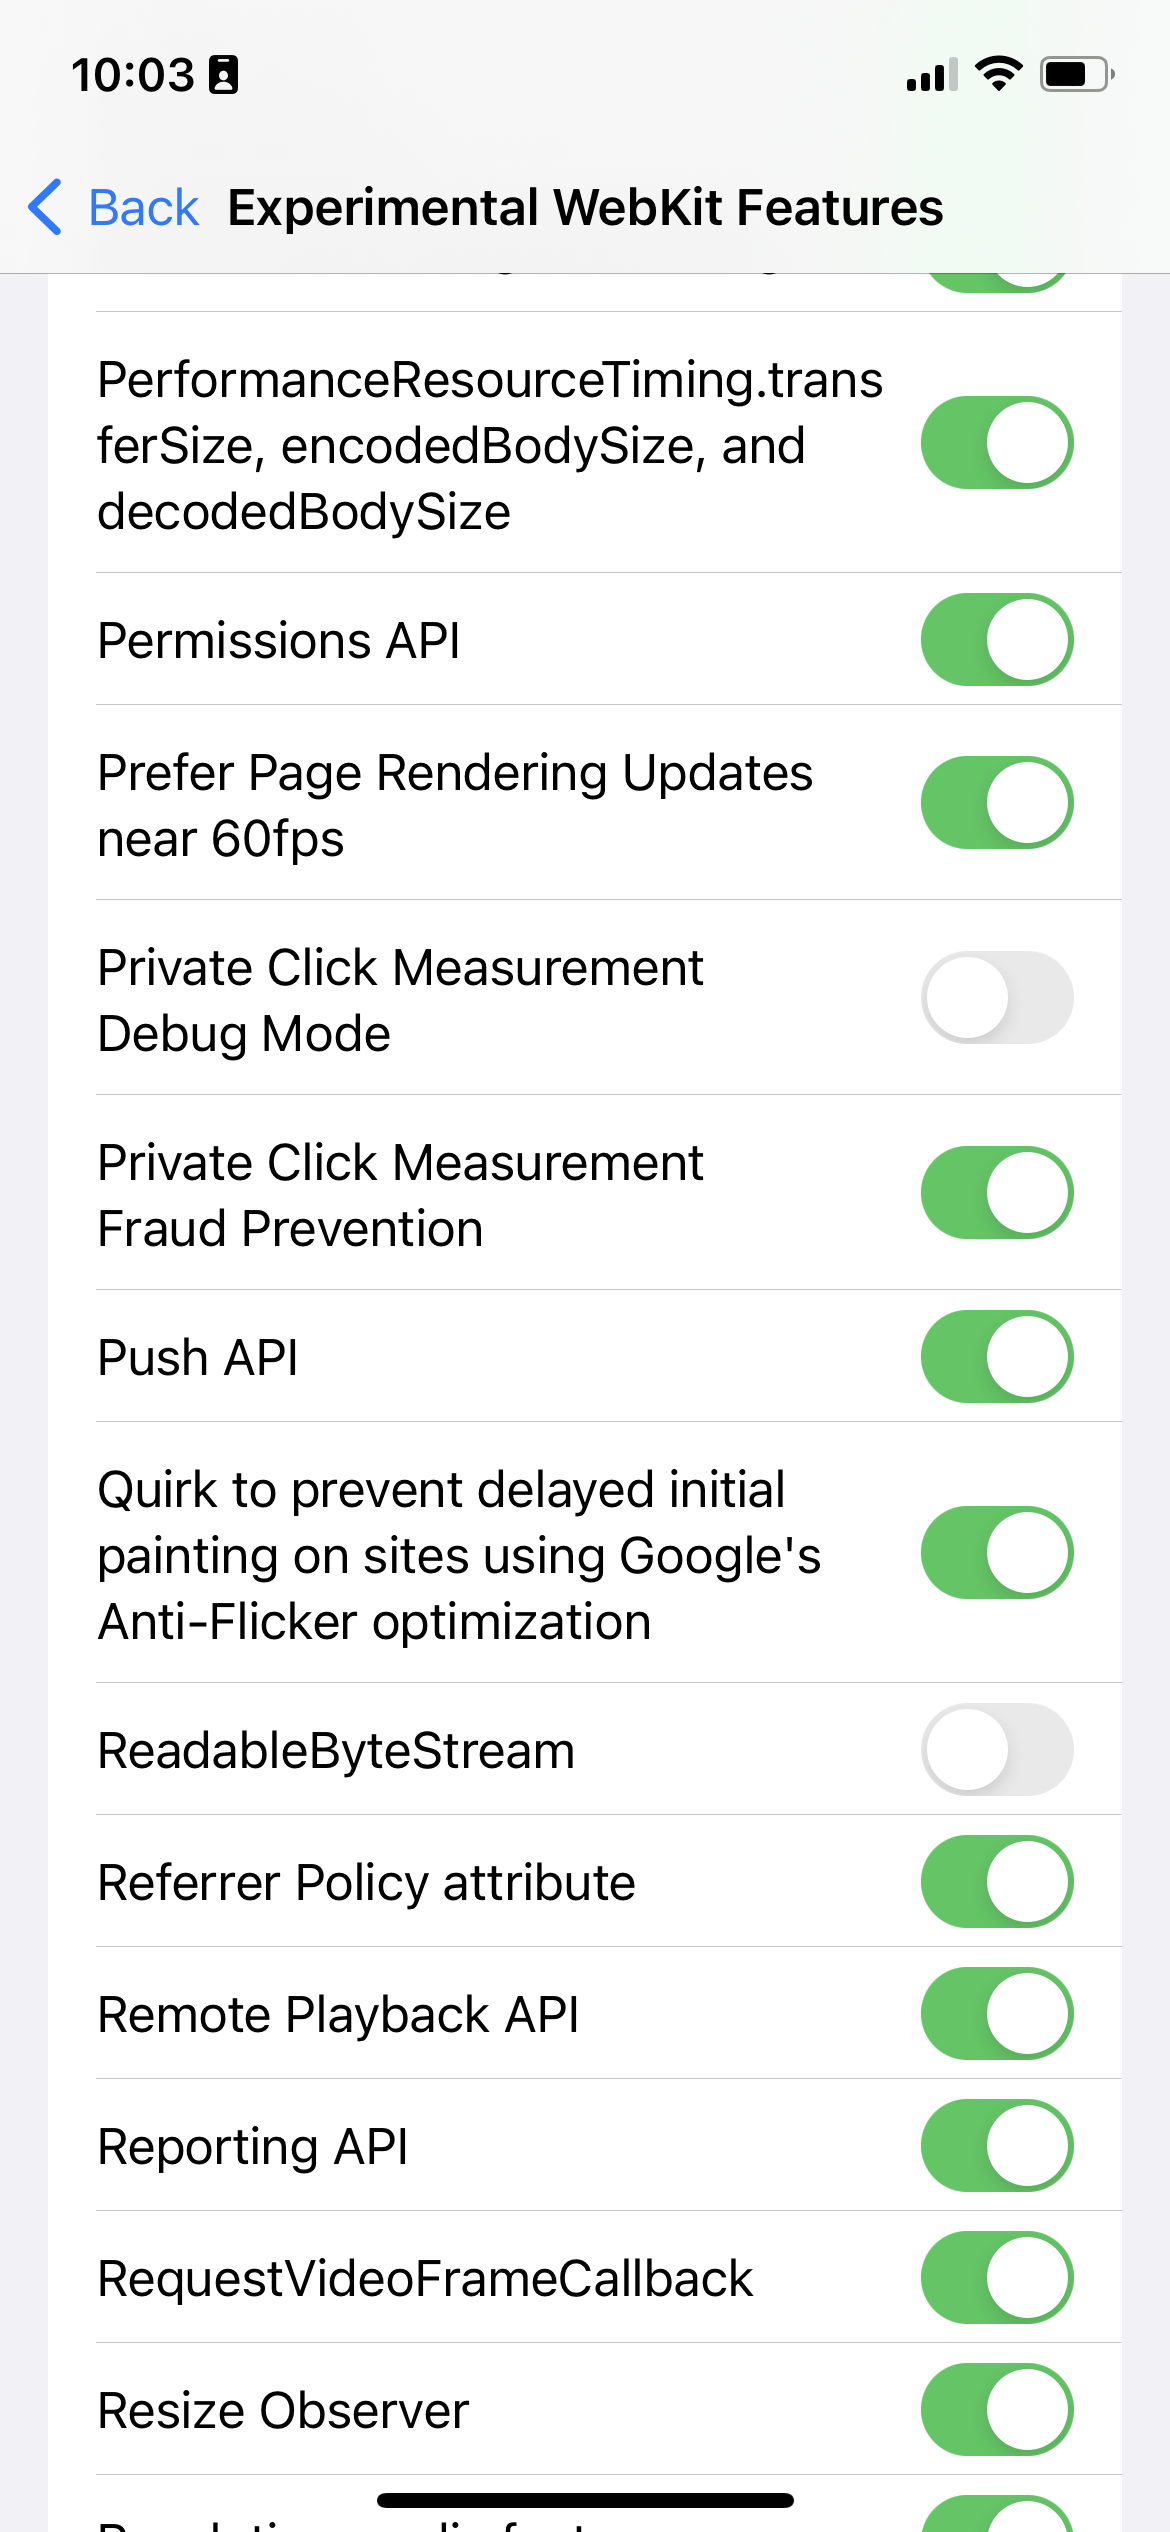 10:03
Back Experimental WebKit Features
PerformanceResourceTiming.trans
ferSize, encodedBodySize, and
decodedBodySize
Permissions API
Prefer Page Rendering Updates
near 60fps
Private Click Measurement
Debug Mode
Private Click Measurement
Fraud Prevention
Push API
Quirk to prevent delayed initial
painting on sites using Google's
Anti-Flicker optimization
ReadableByteStream
Referrer Policy attribute
Remote Playback API
Reporting API
RequestVideoFrameCallback
Resize Observer